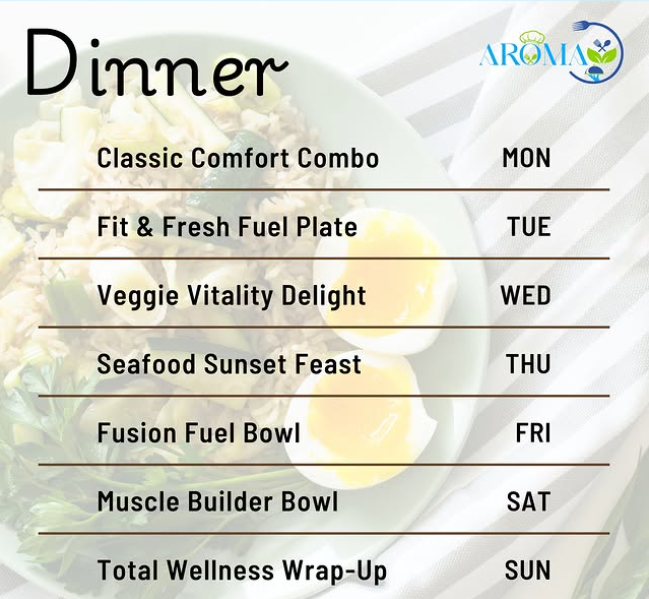 Dinner
AROMA
Classic Comfort Combo MON
Fit & Fresh Fuel Plate TUE
Veggie Vitality Delight WED
Seafood Sunset Feast THU
Fusion Fuel Bowl FRI
Muscle Builder Bowl SAT
Total Wellness Wrap-Up SUN